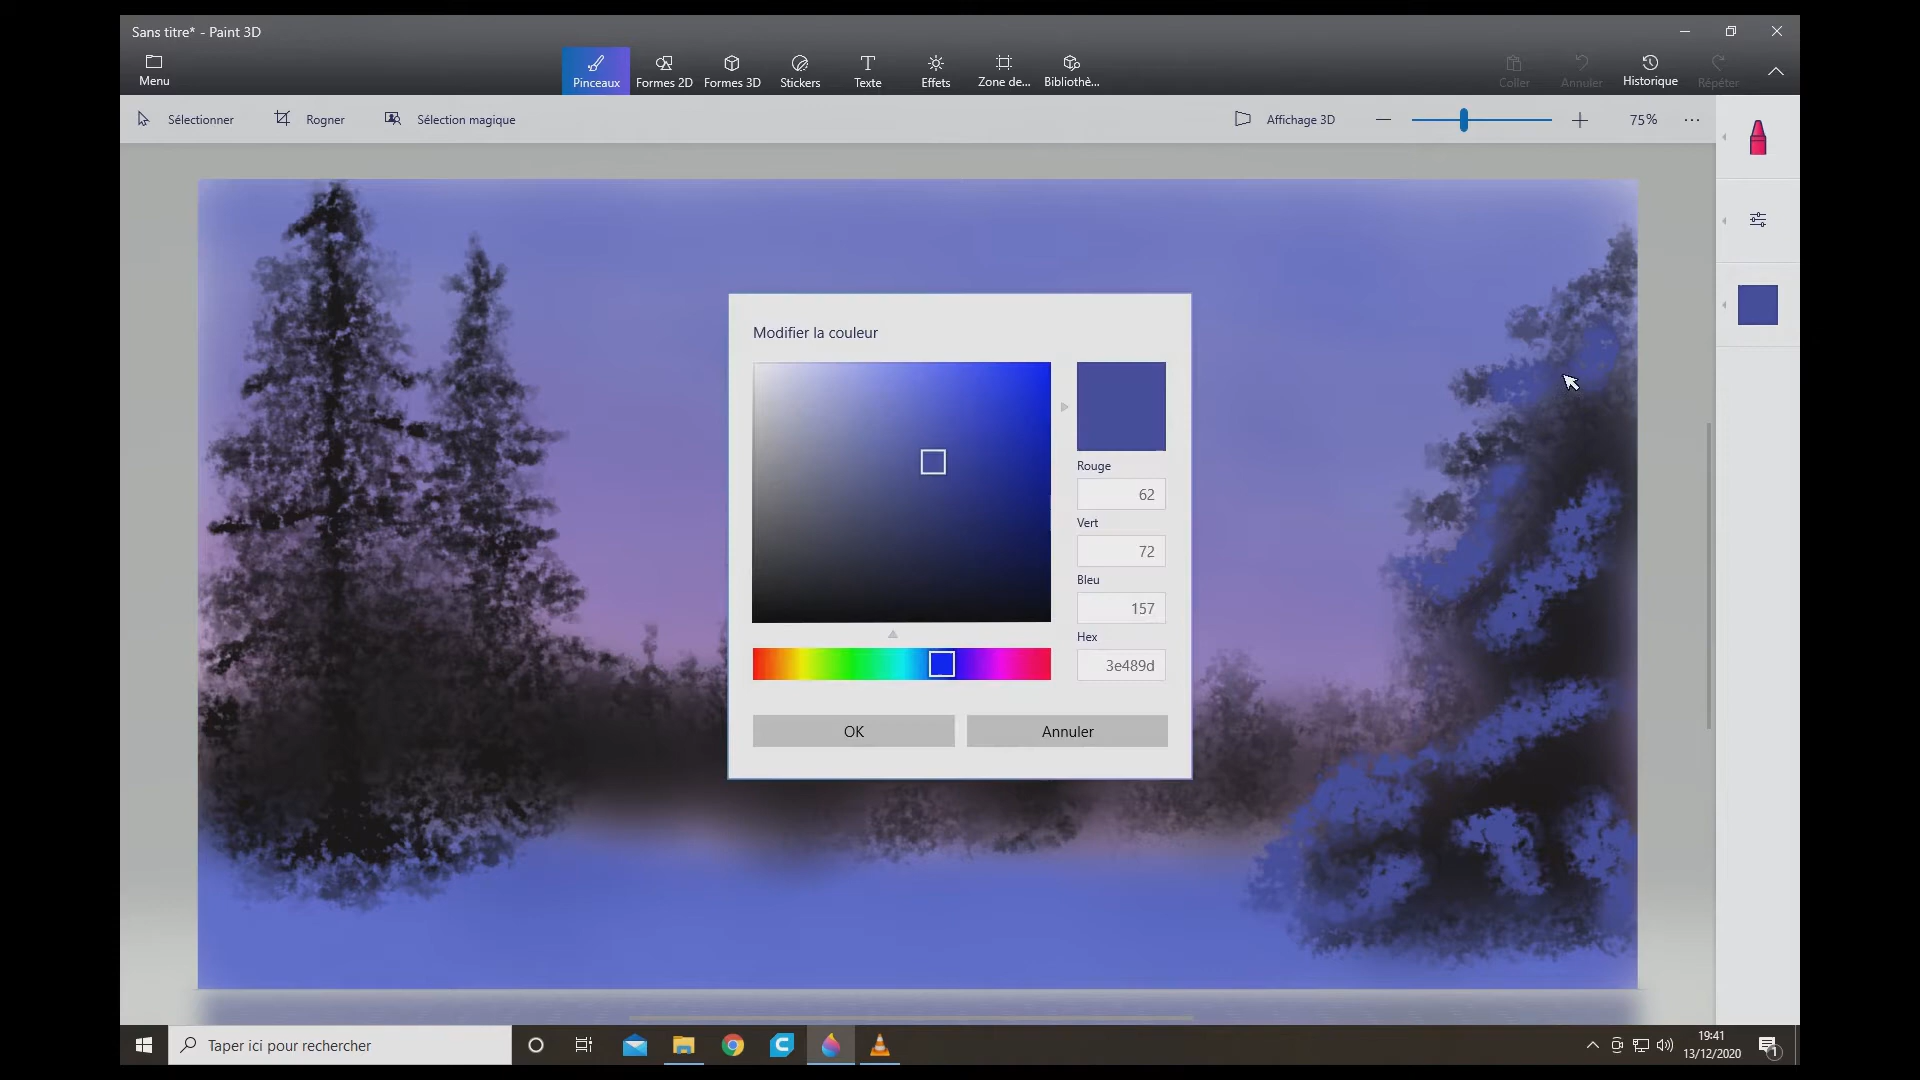 Sans titre* - Paint 3D
Menu
Pinceaux
Formes 2D
Formes 3D
Stickers
Texte
Effets
Zone de...
Bibliothè...
Coller
Annuler
Historique
Répéter
Sélectionner
Rogner
Sélection magique
Affichage 3D
75%
Modifier la couleur
Rouge
62
Vert
72
Bleu
157
Hex
3e489d
OK
Annuler
Taper ici pour rechercher
19:41
13/12/2020
1